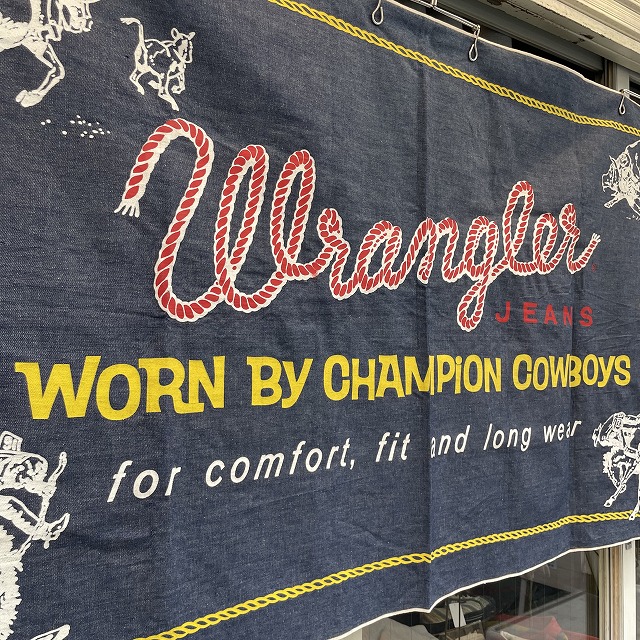 Wrangler
JEANS
WORN BY CHAMPiON COWBOYS
for comfort, fit and long wear